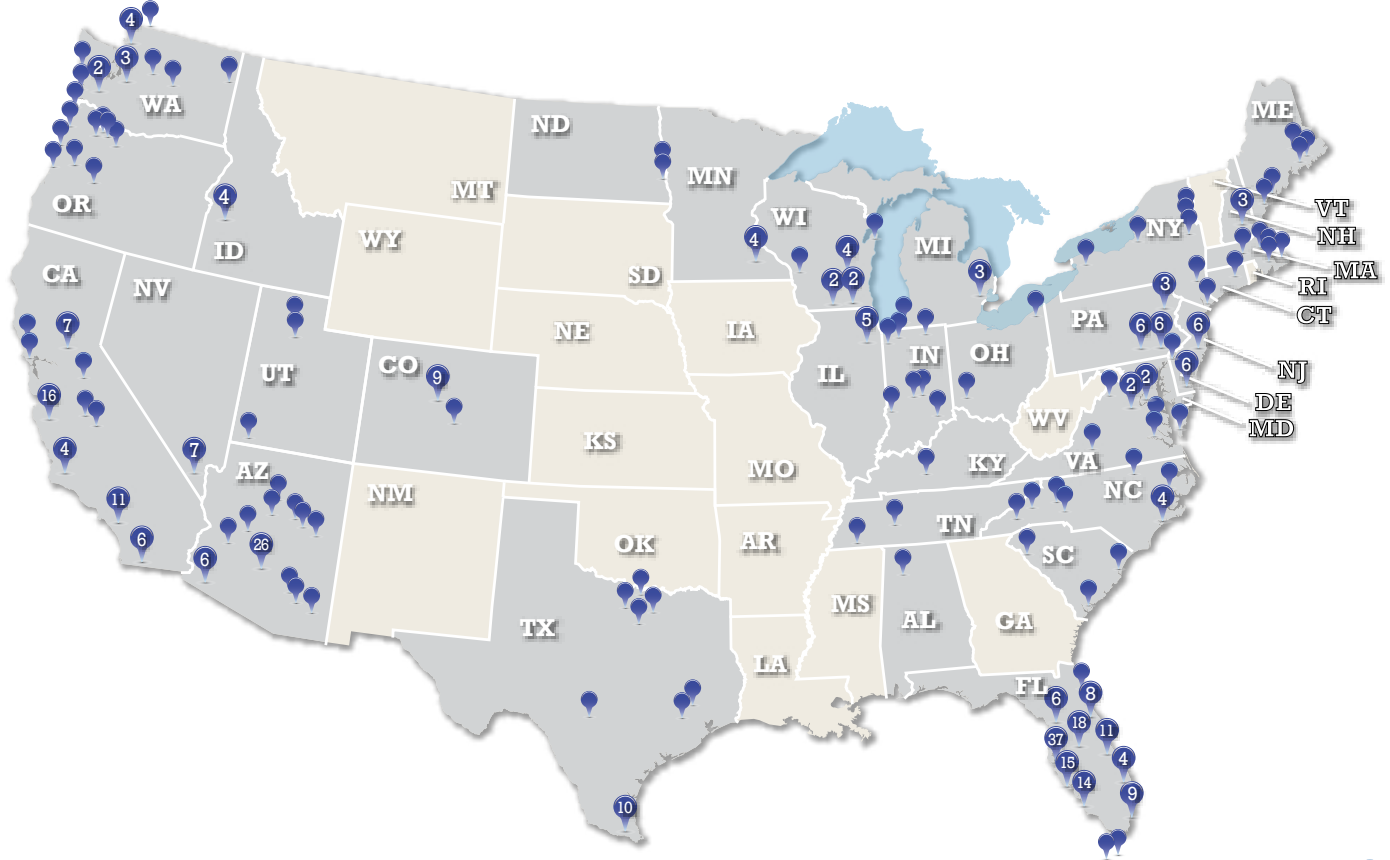 4
3
2
WA
ME
ND
MT
MN
4
OR
ID
WI
4
4
2
2
MI
3
NY
3
VT
NH
MA
RI
CT
WY
SD
CA
NV
7
16
4
11
6
UT
CO
9
7
NE
IA
IL
5
IN
OH
PA
3
6
6
6
6
2
2
NJ
DE
MD
WV
KS
MO
KY
VA
AZ
26
6
NM
OK
AR
TN
NC
4
SC
MS
AL
GA
TX
LA
10
FL
6
8
18
11
37
15
4
14
9